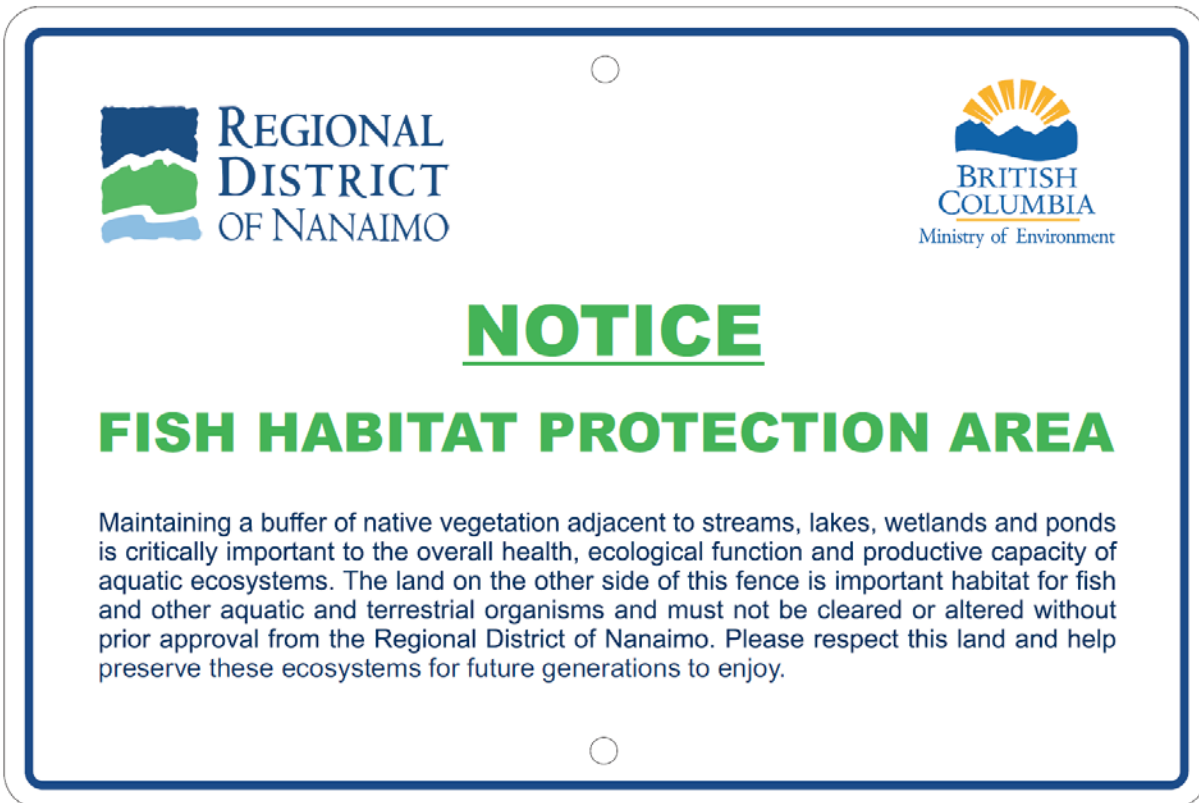 REGIONAL
DISTRICT
OF NANAIMO
BRITISH
COLUMBIA
Ministry of Environment
NOTICE
FISH HABITAT PROTECTION AREA
Maintaining a buffer of native vegetation adjacent to streams, lakes, wetlands and ponds
is critically important to the overall health, ecological function and productive capacity of
aquatic ecosystems. The land on the other side of this fence is important habitat for fish
and other aquatic and terrestrial organisms and must not be cleared or altered without
prior approval from the Regional District of Nanaimo. Please respect this land and help
preserve these ecosystems for future generations to enjoy.